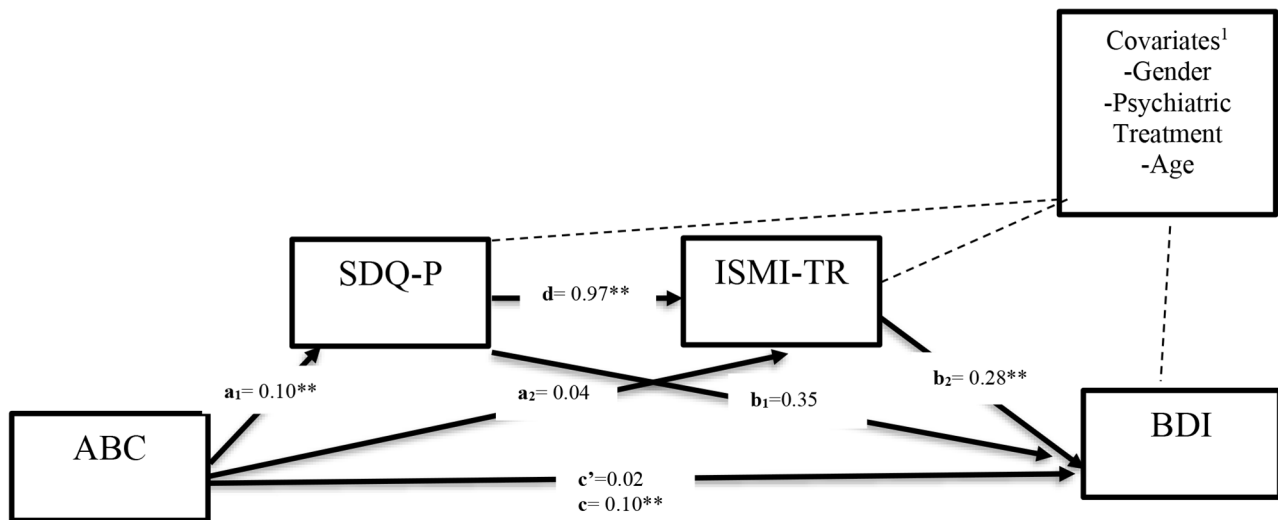 Covariates¹
-Gender
-Psychiatric
Treatment
-Age
SDQ-P
ISMI-TR
d= 0.97**
a₁= 0.10**
a₂= 0.04
b₁=0.35
b₂= 0.28**
ABC
BDI
c’=0.02
c= 0.10**